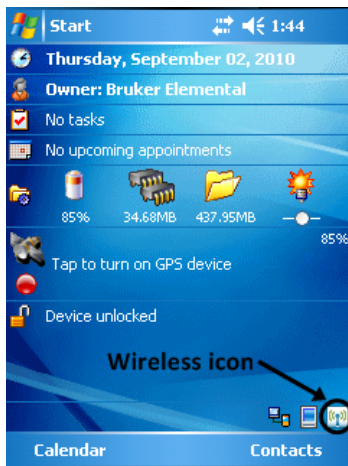 Start 1:44
Thursday, September 02, 2010
Owner: Bruker Elemental
No tasks
No upcoming appointments
85% 34.68MB 437.95MB
85%
Tap to turn on GPS device
Device unlocked
Wireless icon
Calendar Contacts